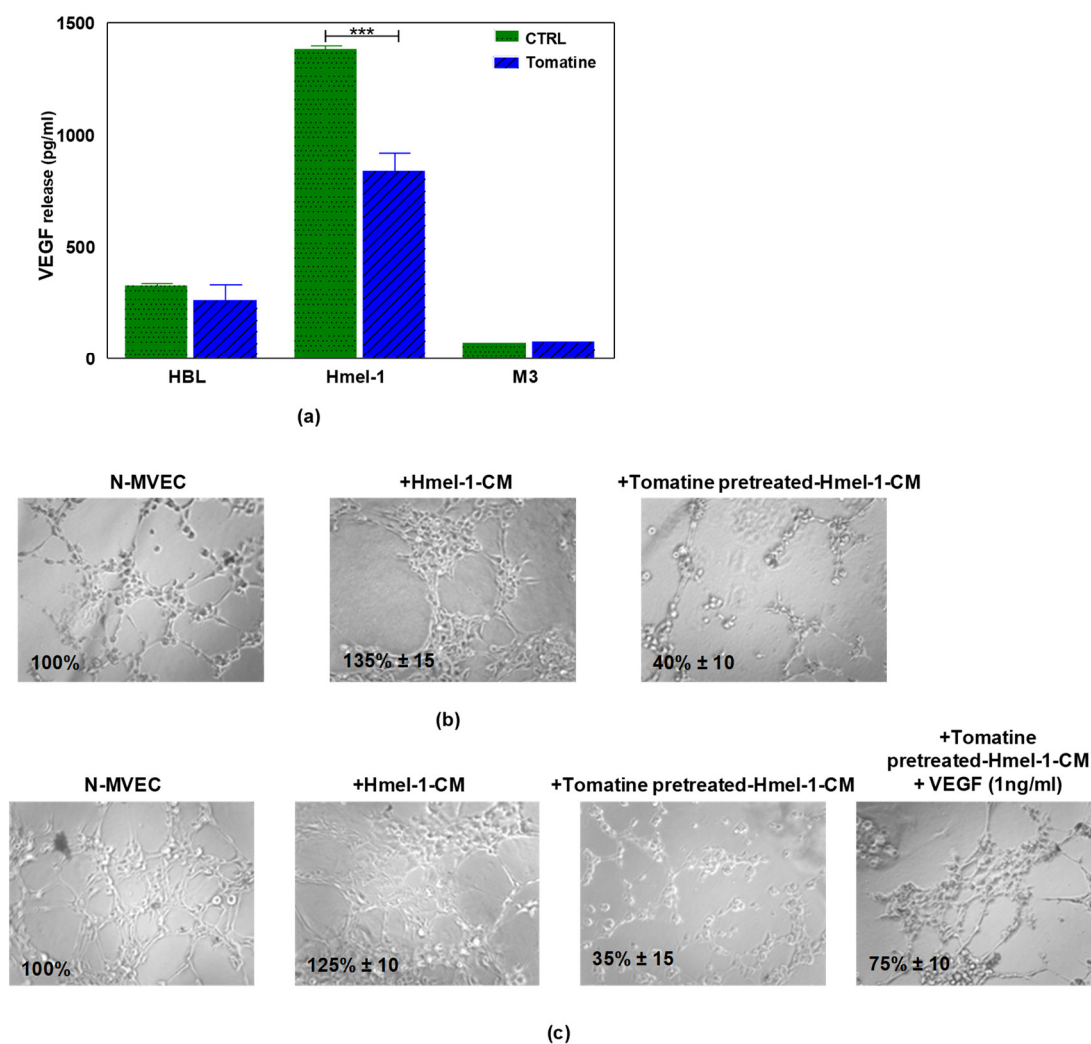 1500
1000
500
0
VEGF release (pg/ml)
***
CTRL
Tomatine
HBL
Hmel-1
M3
(a)
N-MVEC
+Hmel-1-CM
+Tomatine pretreated-Hmel-1-CM
100%
135% ± 15
40% ± 10
(b)
N-MVEC
+Hmel-1-CM
+Tomatine pretreated-Hmel-1-CM
+Tomatine
pretreated-Hmel-1-CM
+ VEGF (1ng/ml)
100%
125% ± 10
35% ± 15
75% ± 10
(c)